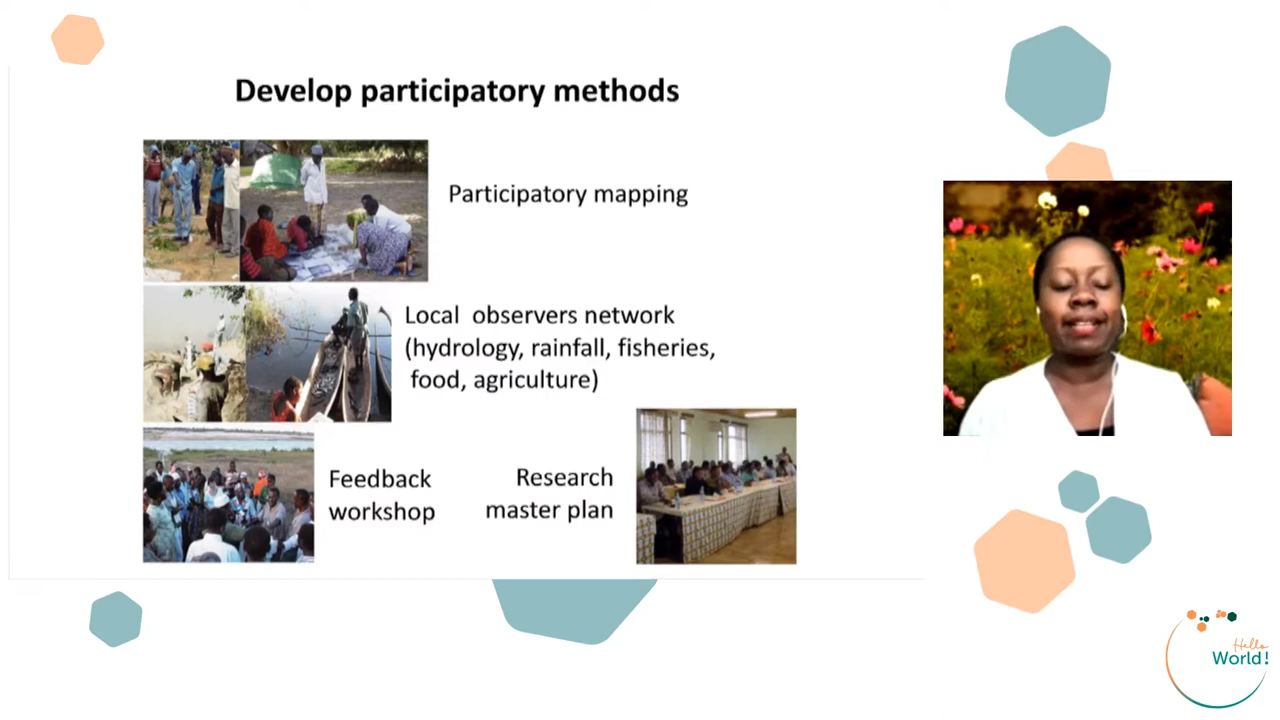 Develop participatory methods
Participatory mapping
Local observers network
(hydrology, rainfall, fisheries,
food, agriculture)
Feedback
workshop
Research
master plan
Hello
World!